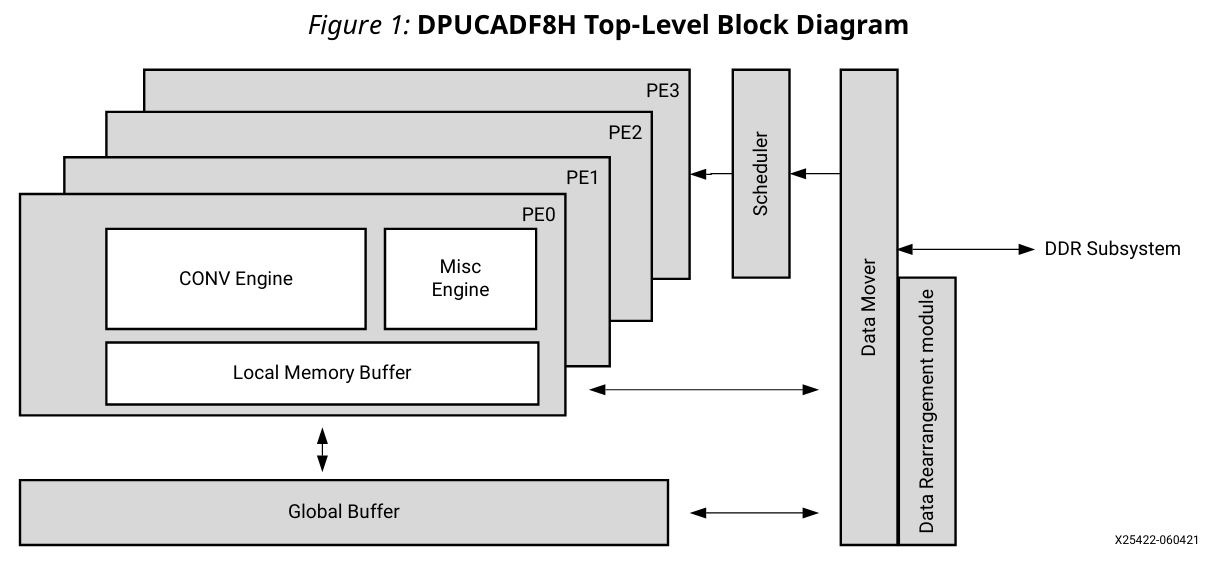 Figure 1: DPUCADF8H Top-Level Block Diagram
PE3
PE2
PE1
PE0
CONV Engine
Misc
Engine
Local Memory Buffer
Global Buffer
Scheduler
Data Mover
Data Rearrangement module
DDR Subsystem
X25422-060421